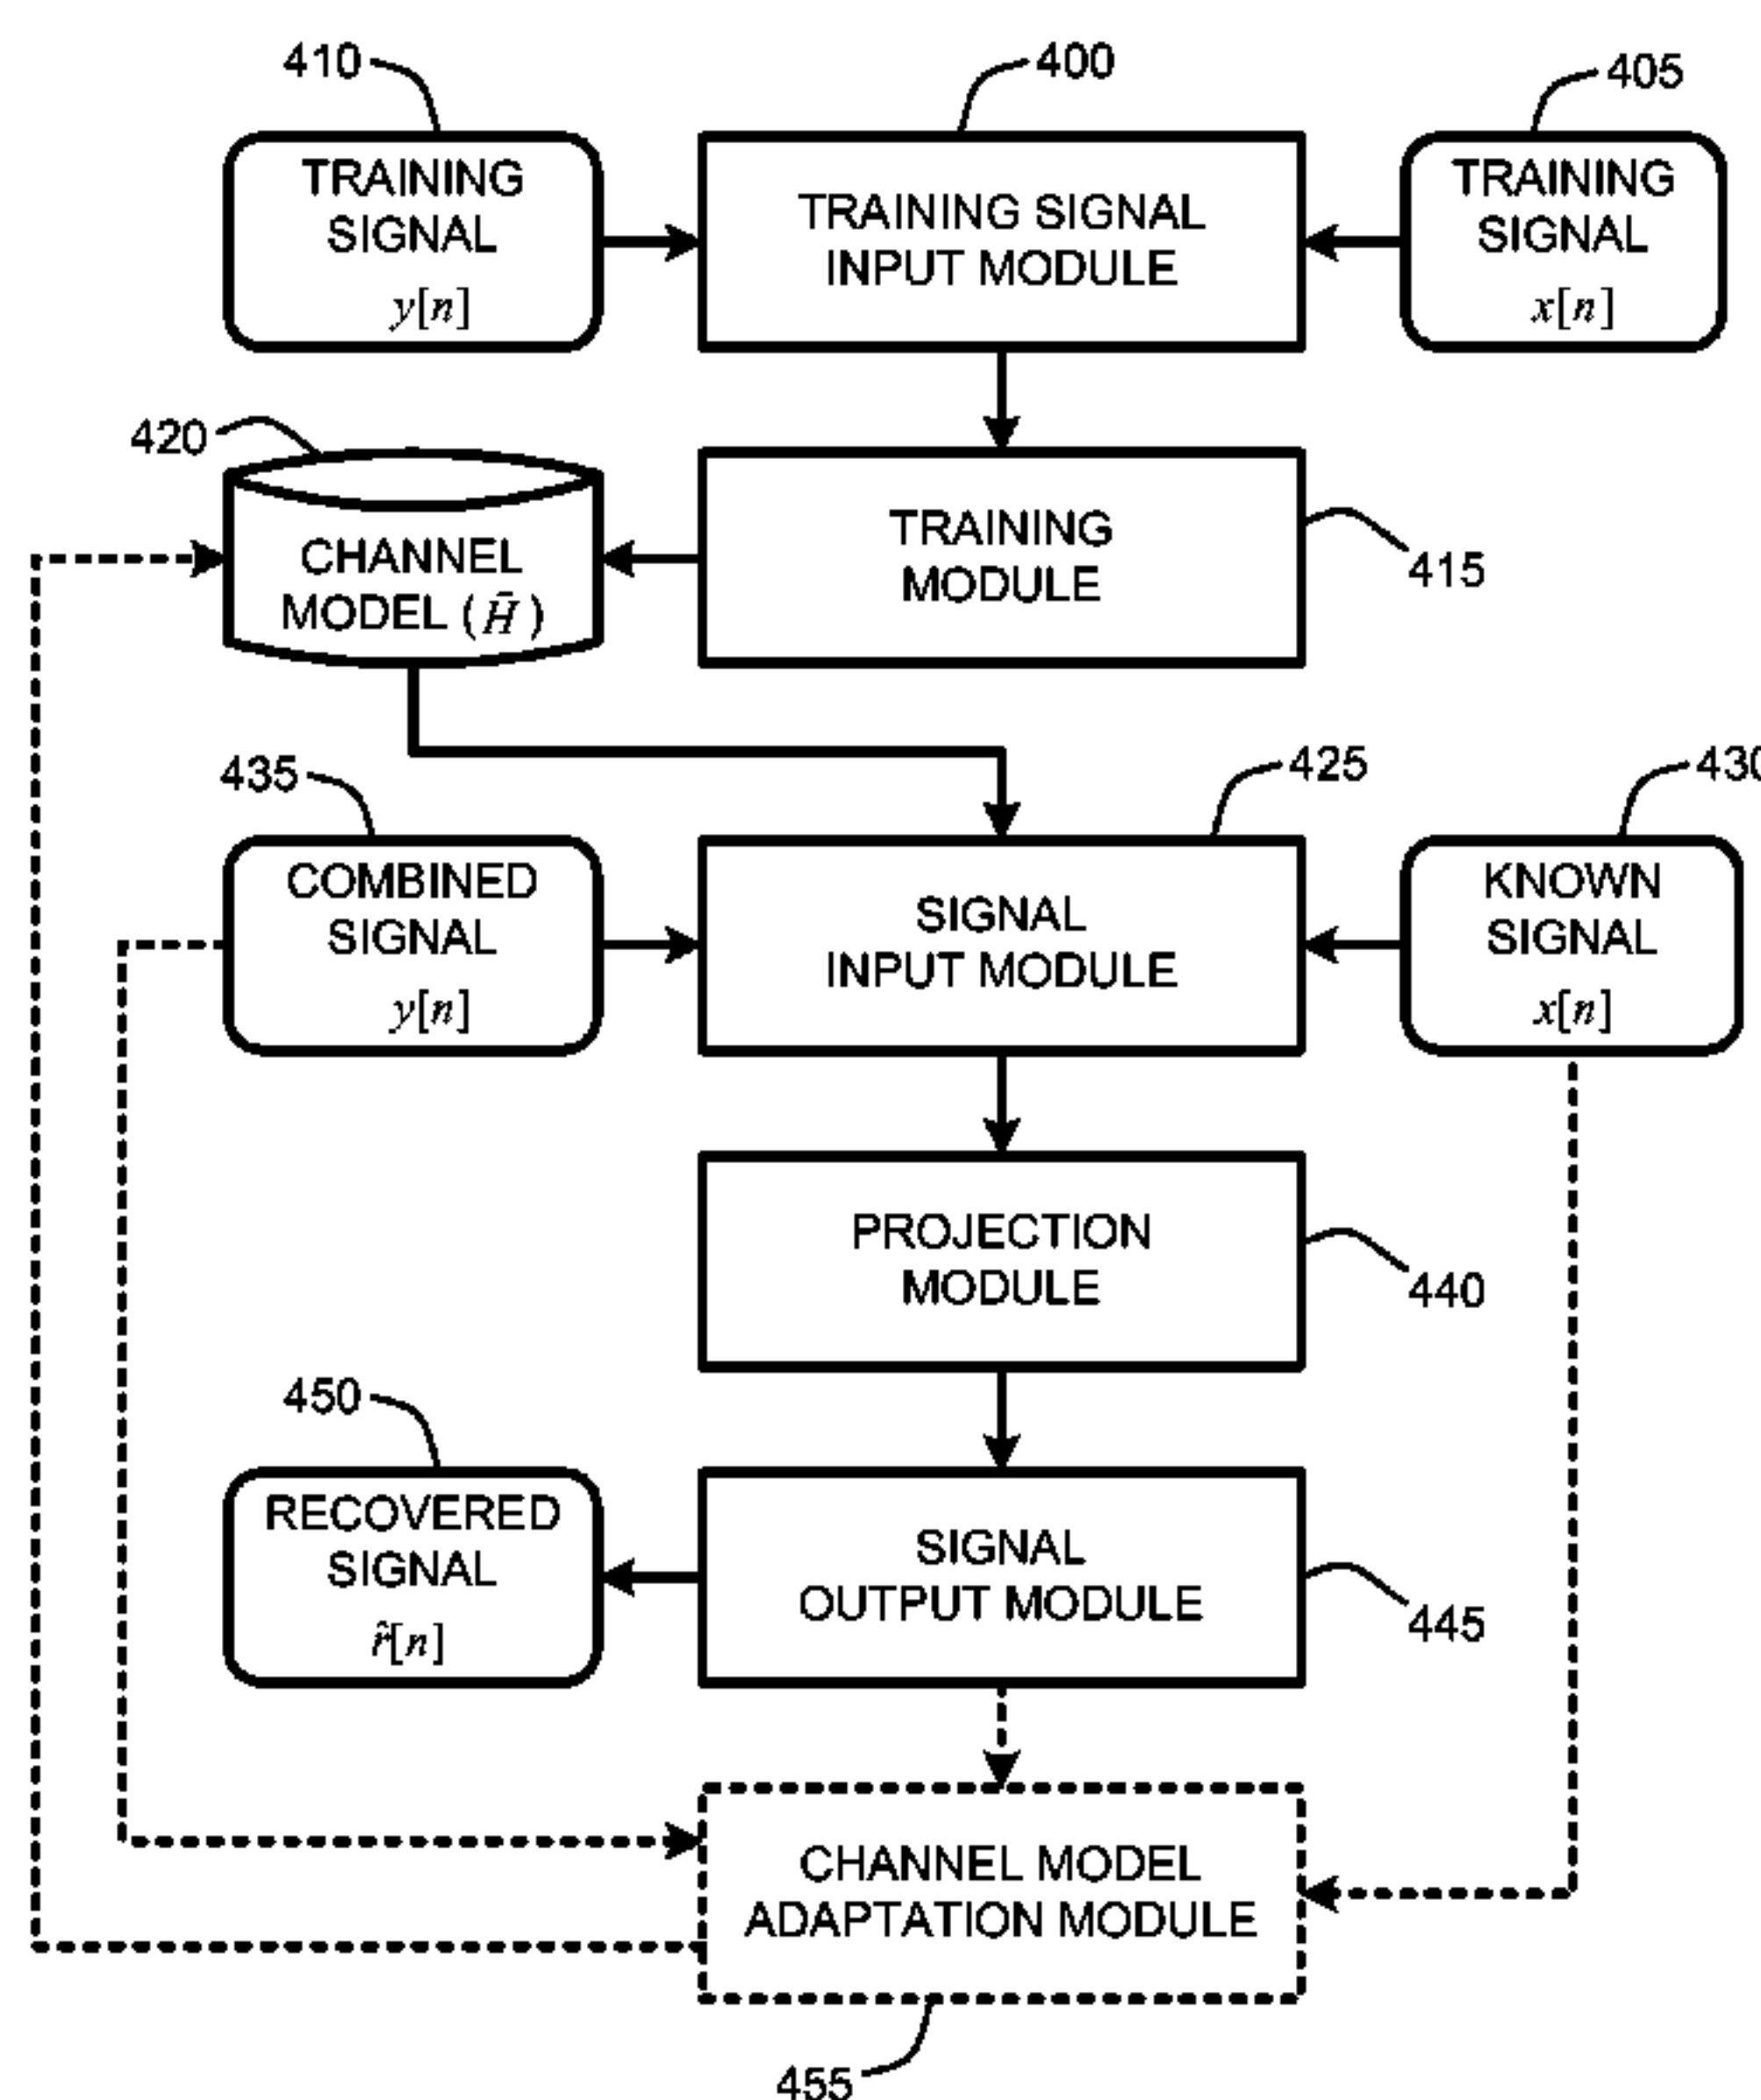 410
400
405
TRAINING
SIGNAL
y[n]
TRAINING SIGNAL
INPUT MODULE
TRAINING
SIGNAL
x[n]
420
CHANNEL
MODEL (H̄)
TRAINING
MODULE
415
435
425
430
COMBINED
SIGNAL
y[n]
SIGNAL
INPUT MODULE
KNOWN
SIGNAL
x[n]
PROJECTION
MODULE
440
450
RECOVERED
SIGNAL
r̂[n]
SIGNAL
OUTPUT MODULE
445
CHANNEL MODEL
ADAPTATION MODULE
455